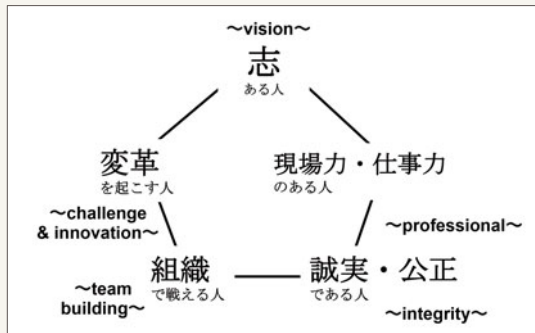 ～vision～
志
ある人
変革
を起こす人
～challenge
& innovation～
現場力・仕事力
のある人
～professional～
組織
で戦える人
～team
building～
誠実・公正
である人
～integrity～